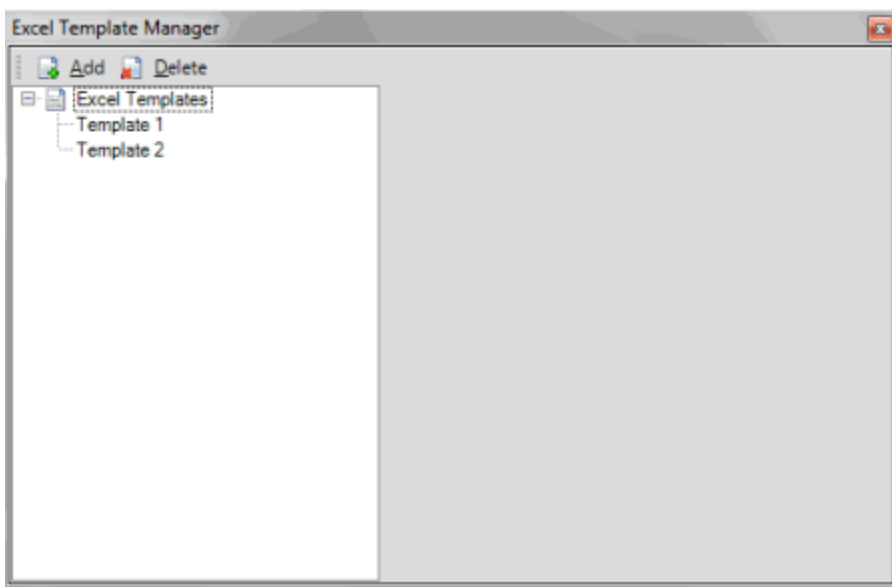 Excel Template Manager
Add Delete
Excel Templates
Template 1
Template 2